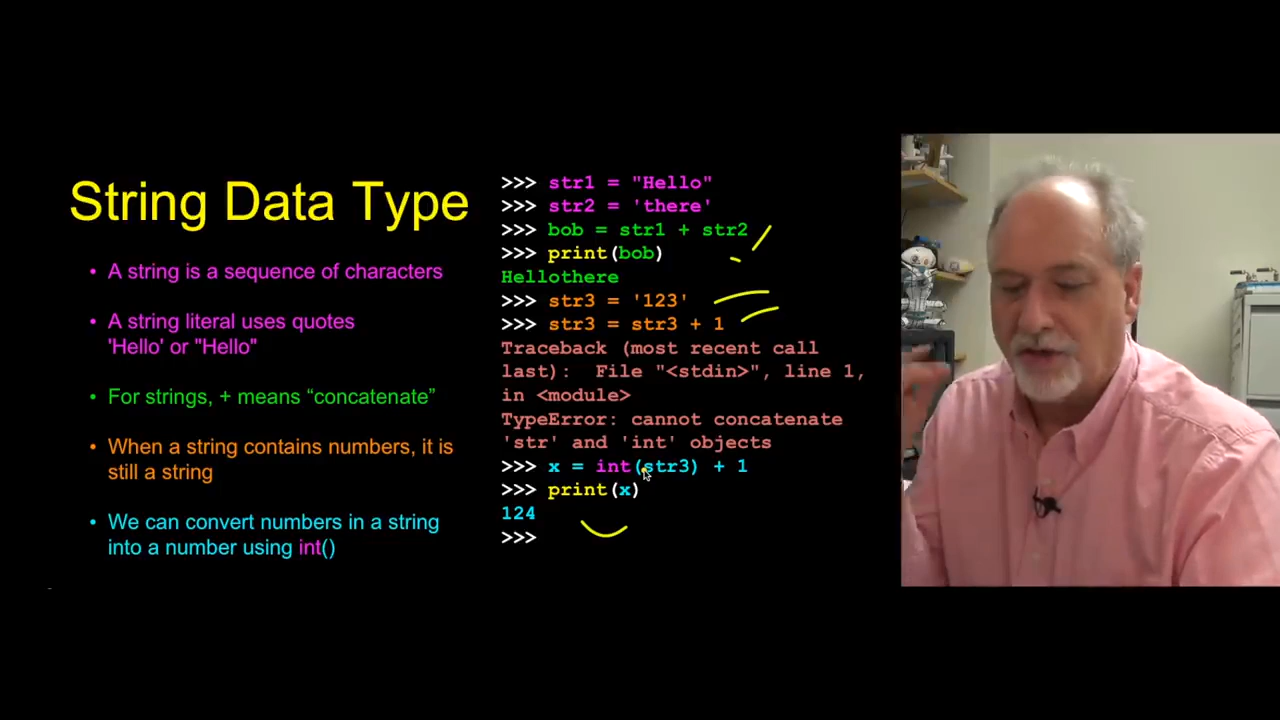 String Data Type
• A string is a sequence of characters
• A string literal uses quotes
'Hello' or "Hello"
• For strings, + means “concatenate”
• When a string contains numbers, it is
still a string
• We can convert numbers in a string
into a number using int()
>>> str1 = "Hello"
>>> str2 = 'there'
>>> bob = str1 + str2
>>> print(bob)
Hellothere
>>> str3 = '123'
>>> str3 = str3 + 1
Traceback (most recent call
last):  File "<stdin>", line 1,
in <module>
TypeError: cannot concatenate
'str' and 'int' objects
>>> x = int(str3) + 1
>>> print(x)
124
>>>